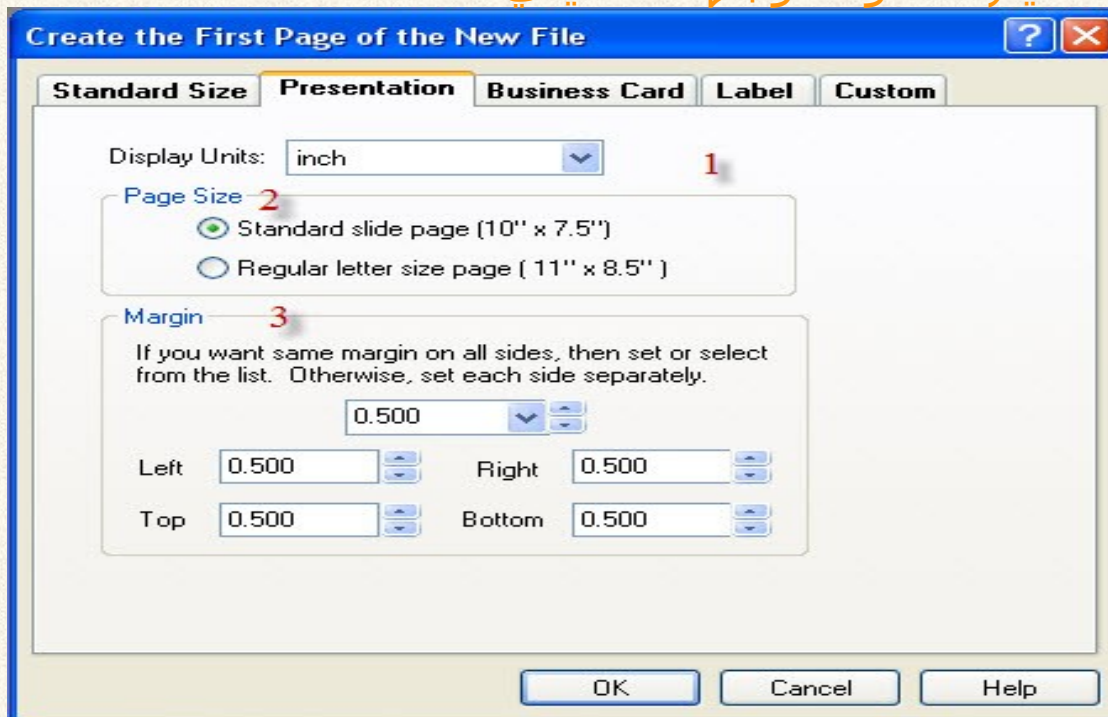 Create the First Page of the New File
Standard Size Presentation Business Card Label Custom
Display Units: inch 1
Page Size 2
Standard slide page (10" x 7.5")
Regular letter size page ( 11" x 8.5" )
Margin 3
If you want same margin on all sides, then set or select
from the list. Otherwise, set each side separately.
0.500
Left 0.500 Right 0.500
Top 0.500 Bottom 0.500
OK Cancel Help